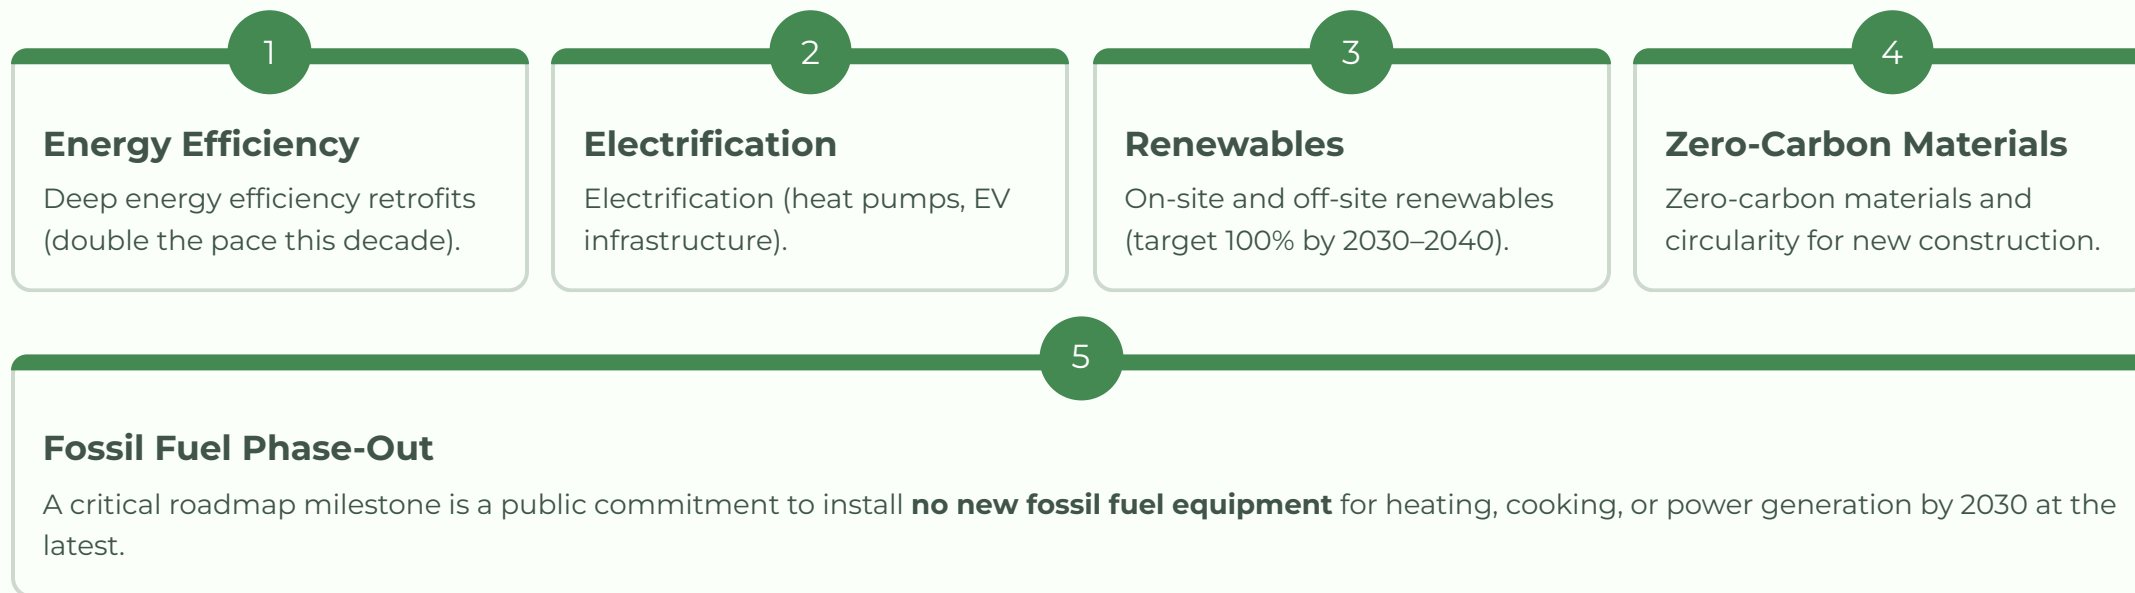 1
Energy Efficiency
Deep energy efficiency retrofits
(double the pace this decade).
2
Electrification
Electrification (heat pumps, EV
infrastructure).
3
Renewables
On-site and off-site renewables
(target 100% by 2030–2040).
4
Zero-Carbon Materials
Zero-carbon materials and
circularity for new construction.
5
Fossil Fuel Phase-Out
A critical roadmap milestone is a public commitment to install no new fossil fuel equipment for heating, cooking, or power generation by 2030 at the
latest.